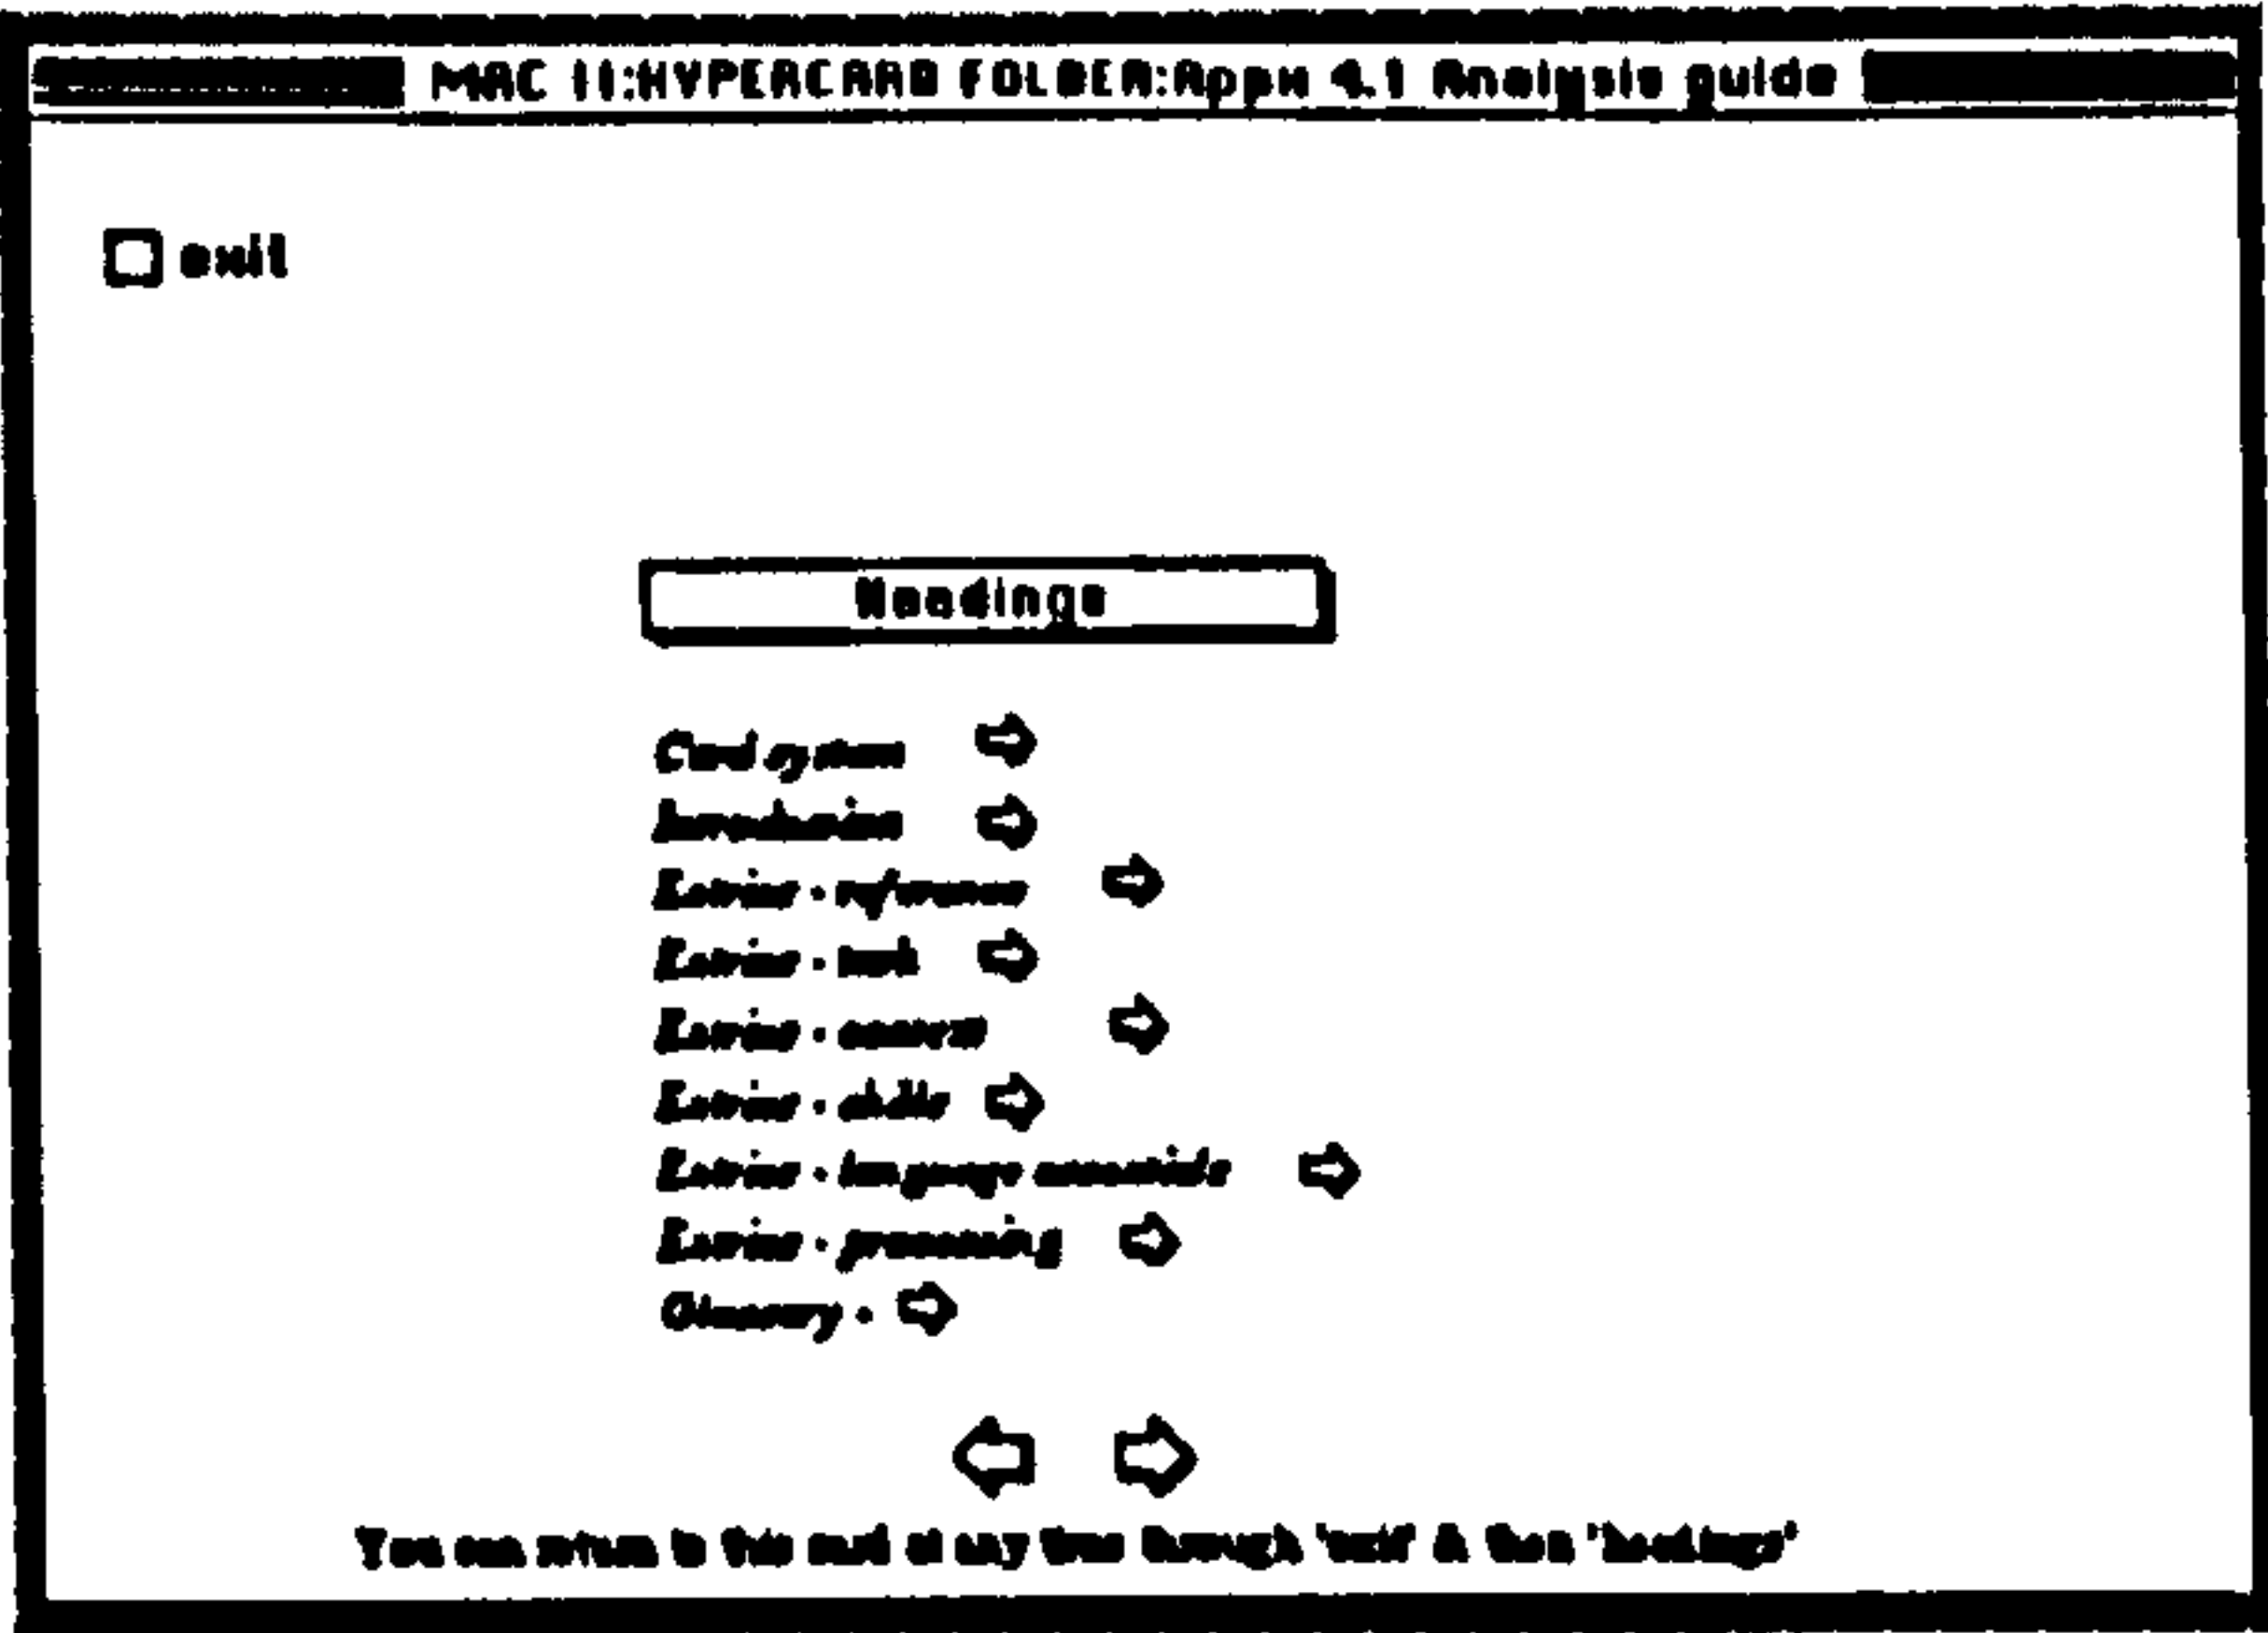 MAC II:HYPERCARD FOLDER:Appx 4.1 Analysis guide
exit
Headings
Card system
Introduction
Entries: references
Entries: task
Entries:
Entries: skills
Entries: language essentials
Entries: processing
Glossary:
You can return to this card at any time through 'exit' & then 'headings'